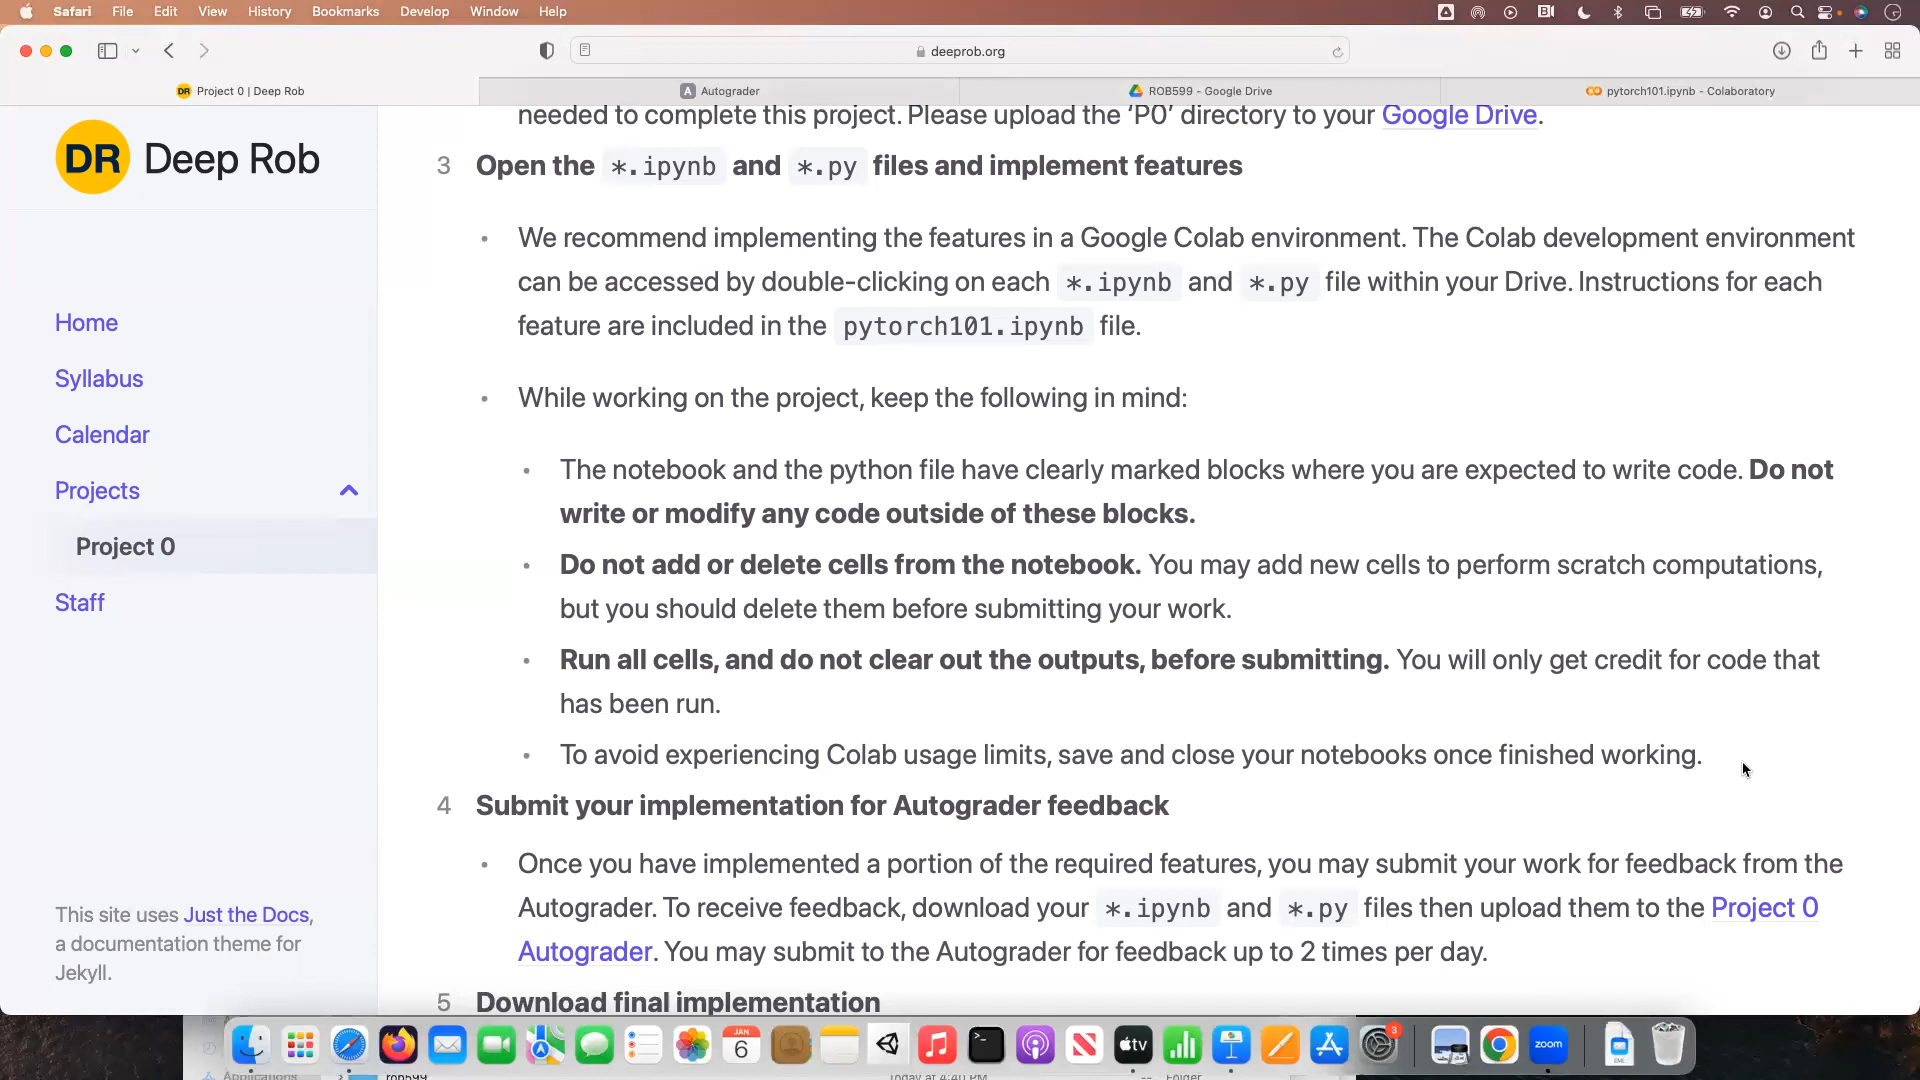 Safari File Edit View History Bookmarks Develop Window Help
deeprob.org
DR Project 0 | Deep Rob
A Autograder
ROB599 - Google Drive
pytorch101.ipynb - Colaboratory
DR Deep Rob
Home
Syllabus
Calendar
Projects
Project 0
Staff
This site uses Just the Docs,
a documentation theme for
Jekyll.
needed to complete this project. Please upload the ‘P0’ directory to your Google Drive.
3 Open the *.ipynb and *.py files and implement features
• We recommend implementing the features in a Google Colab environment. The Colab development environment
can be accessed by double-clicking on each *.ipynb and *.py file within your Drive. Instructions for each
feature are included in the pytorch101.ipynb file.
• While working on the project, keep the following in mind:
• The notebook and the python file have clearly marked blocks where you are expected to write code. Do not
write or modify any code outside of these blocks.
• Do not add or delete cells from the notebook. You may add new cells to perform scratch computations,
but you should delete them before submitting your work.
• Run all cells, and do not clear out the outputs, before submitting. You will only get credit for code that
has been run.
• To avoid experiencing Colab usage limits, save and close your notebooks once finished working.
4 Submit your implementation for Autograder feedback
• Once you have implemented a portion of the required features, you may submit your work for feedback from the
Autograder. To receive feedback, download your *.ipynb and *.py files then upload them to the Project 0
Autograder. You may submit to the Autograder for feedback up to 2 times per day.
5 Download final implementation
JAN
6
tv
3
zoom
Applications
rob599
Today at 4:40 PM
Folder